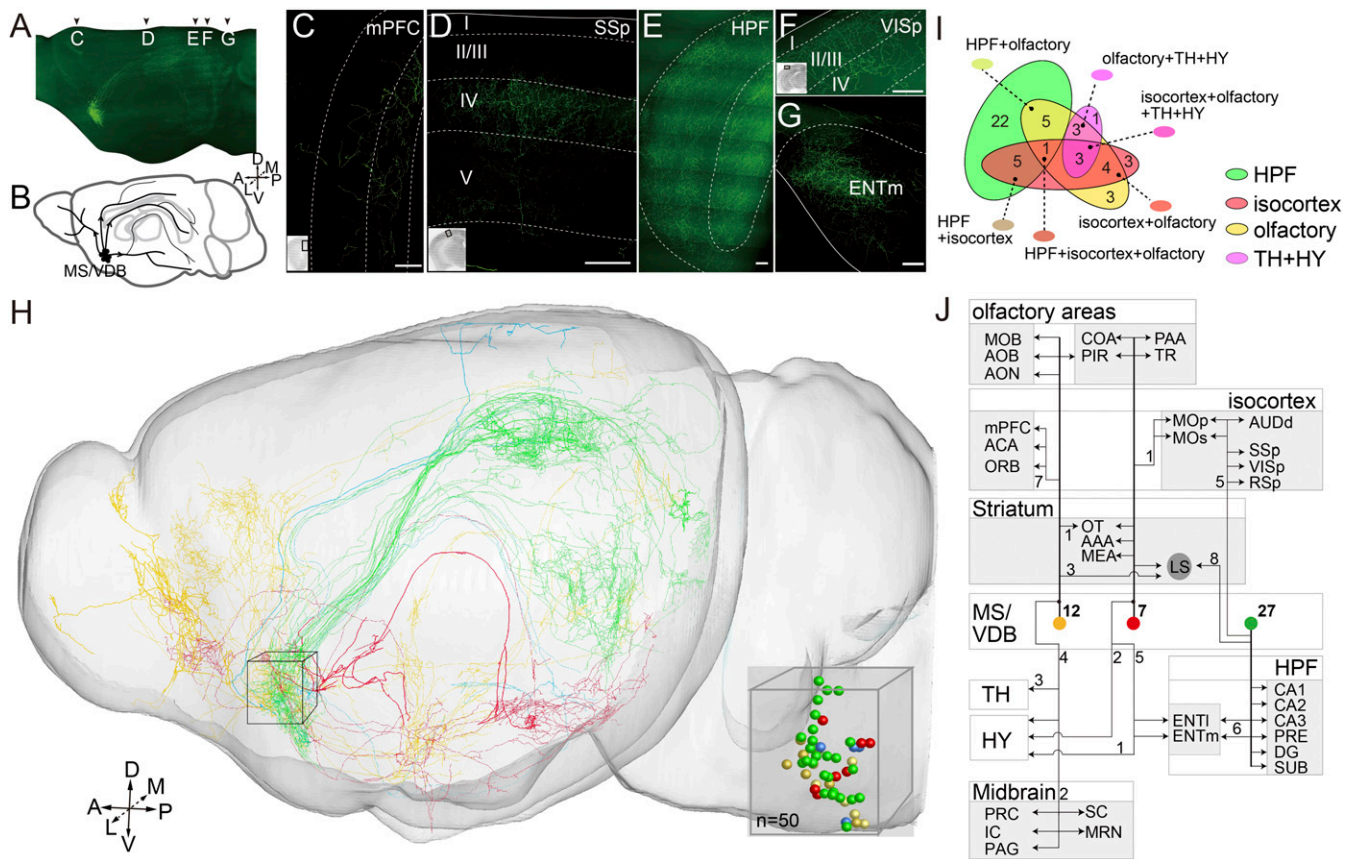 A
C D E F G
B
MS/VDB
D
M
A
P
L
V
C
mPFC
D
SSp
I
II/III
IV
V
E
HPF
F
VISp
I
II/III
IV
G
ENTm
I
HPF+olfactory
olfactory+TH+HY
isocortex+olfactory
+TH+HY
22
5
3
1
1
5
3
4
3
3
HPF
+isocortex
HPF+isocortex+olfactory
isocortex+olfactory
HPF
isocortex
olfactory
TH+HY
H
D
M
A
P
L
V
n=50
J
olfactory areas
MOB
AOB
AON
COA
PIR
PAA
TR
isocortex
mPFC
ACA
ORB
7
1
MOp
MOs
AUDd
SSp
VISp
RSp
5
Striatum
OT
AAA
MEA
1
3
LS
8
MS/
VDB
12
7
27
4
2
5
TH
3
HY
1
ENTl
ENTm
6
HPF
CA1
CA2
CA3
PRE
DG
SUB
Midbrain
2
PRC
IC
PAG
SC
MRN